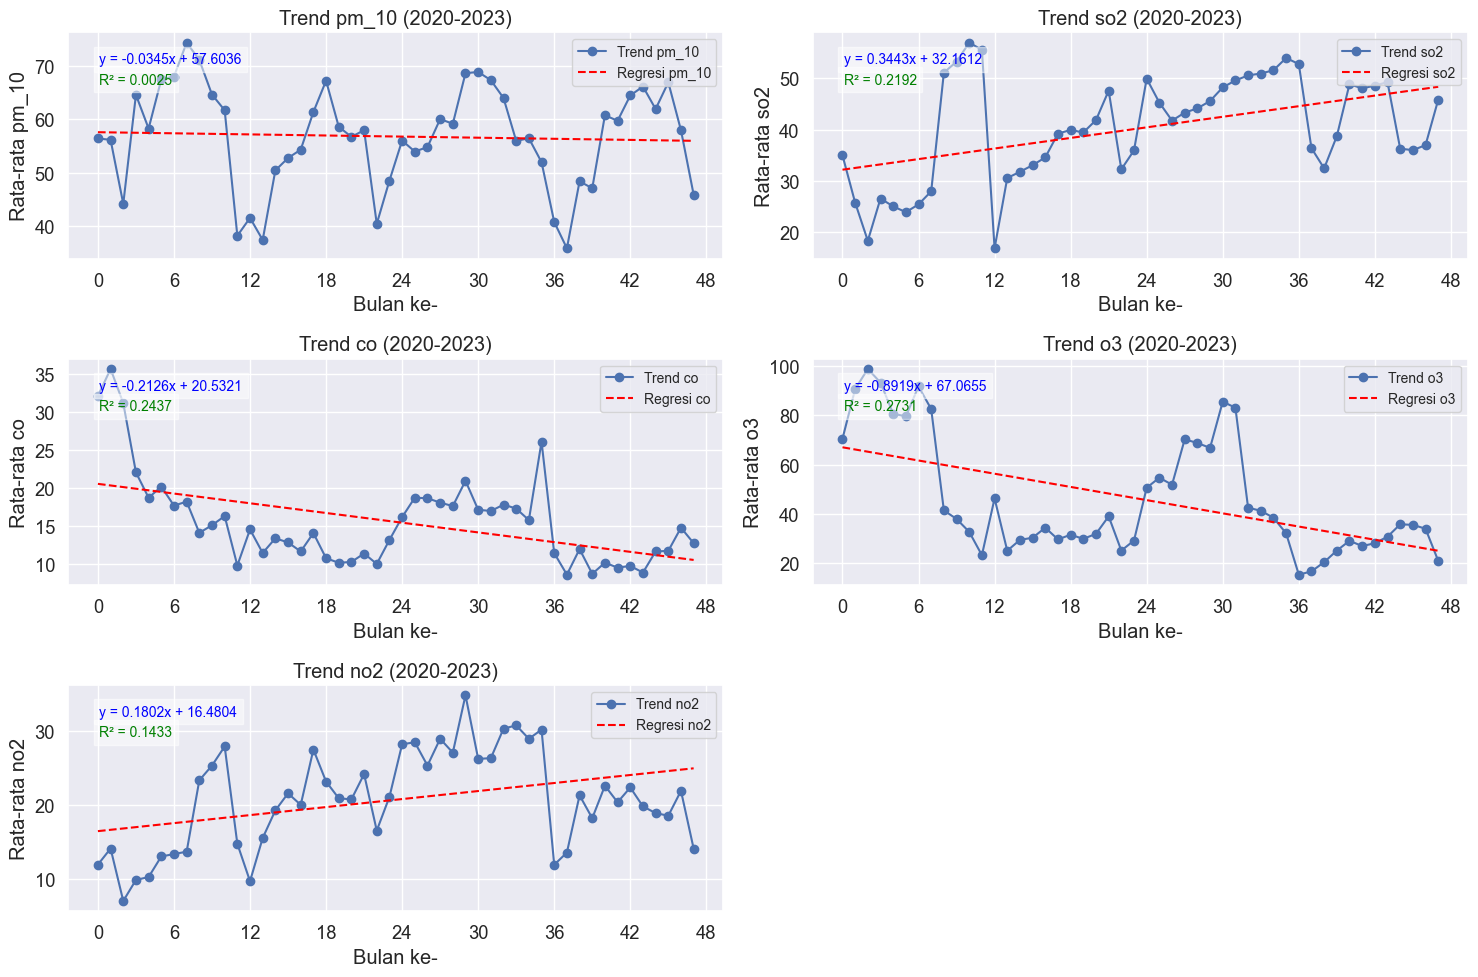 Trend pm_10 (2020-2023)
Rata-rata pm_10
70
60
50
40
y = -0.0345x + 57.6036
R² = 0.0025
Trend pm_10
Regresi pm_10
0 6 12 18 24 30 36 42 48
Bulan ke-
Trend so2 (2020-2023)
Rata-rata so2
50
40
30
20
y = 0.3443x + 32.1612
R² = 0.2192
Trend so2
Regresi so2
0 6 12 18 24 30 36 42 48
Bulan ke-
Trend co (2020-2023)
Rata-rata co
35
30
25
20
15
10
y = -0.2126x + 20.5321
R² = 0.2437
Trend co
Regresi co
0 6 12 18 24 30 36 42 48
Bulan ke-
Trend o3 (2020-2023)
Rata-rata o3
100
80
60
40
20
y = -0.8919x + 67.0655
R² = 0.2731
Trend o3
Regresi o3
0 6 12 18 24 30 36 42 48
Bulan ke-
Trend no2 (2020-2023)
Rata-rata no2
30
20
10
y = 0.1802x + 16.4804
R² = 0.1433
Trend no2
Regresi no2
0 6 12 18 24 30 36 42 48
Bulan ke-